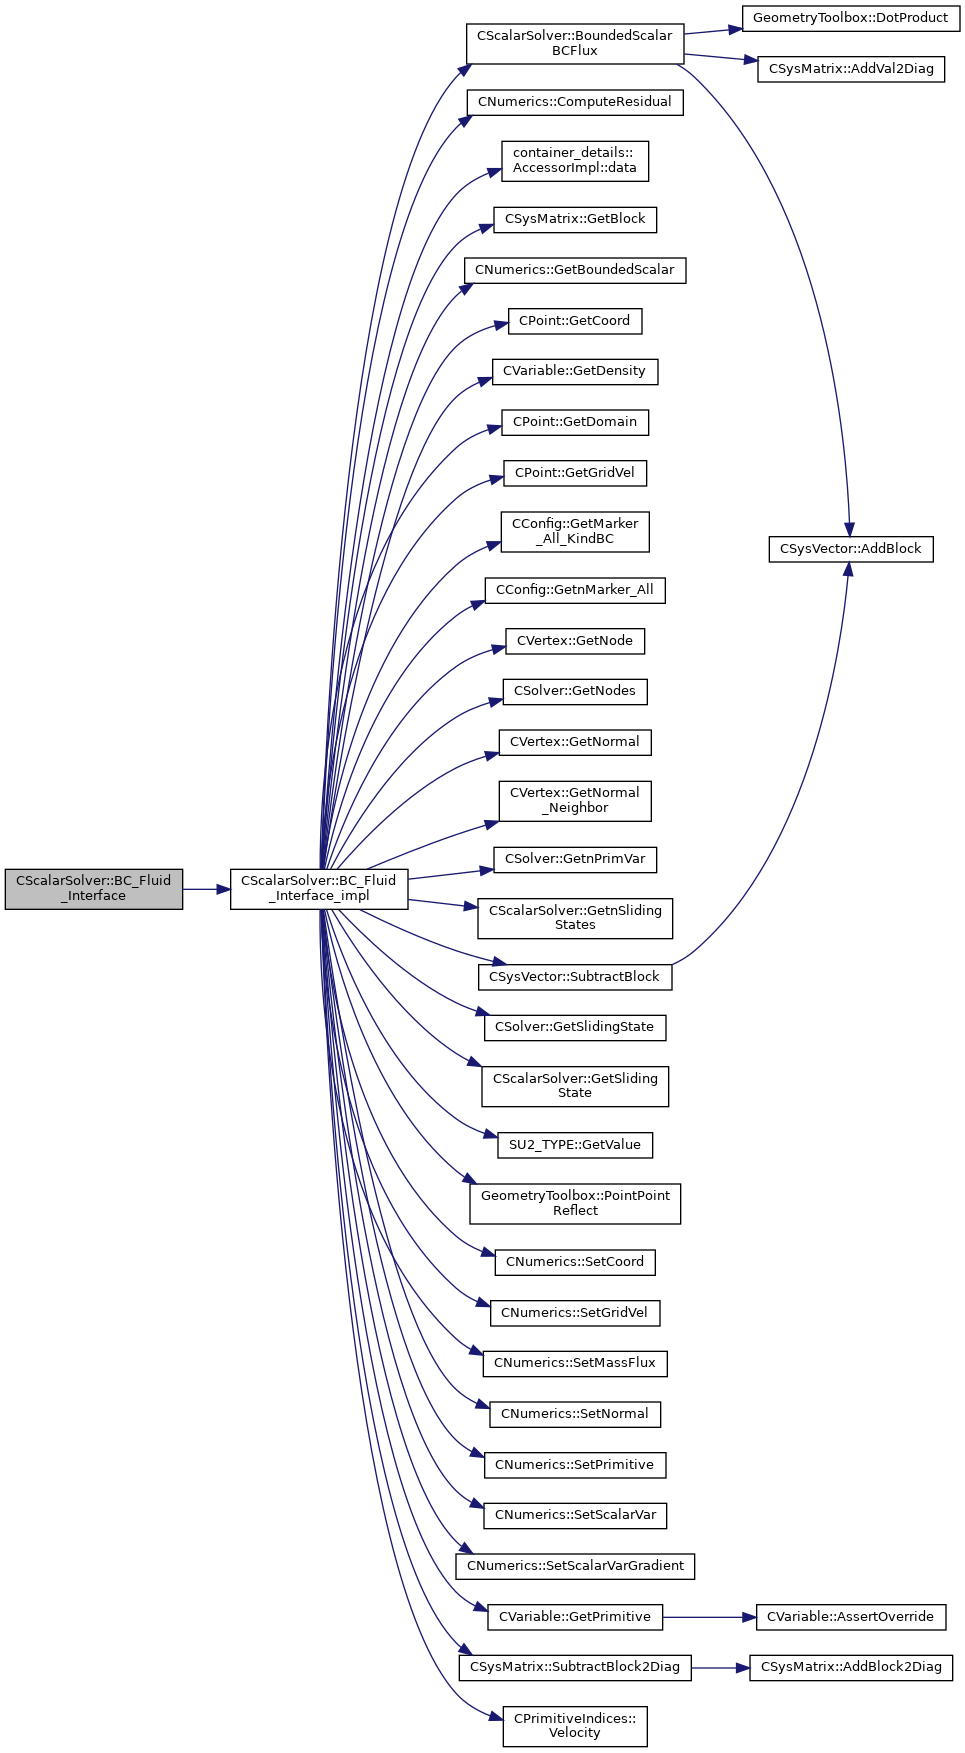 CScalarSolver::BC_Fluid
_Interface
CScalarSolver::BC_Fluid
_Interface_impl
CScalarSolver::BoundedScalar
BCFlux
CNumerics::ComputeResidual
container_details::
AccessorImpl::data
CSysMatrix::GetBlock
CNumerics::GetBoundedScalar
CPoint::GetCoord
CVariable::GetDensity
CPoint::GetDomain
CPoint::GetGridVel
CConfig::GetMarker
_All_KindBC
CConfig::GetnMarker_All
CVertex::GetNode
CSolver::GetNodes
CVertex::GetNormal
CVertex::GetNormal
_Neighbor
CSolver::GetnPrimVar
CScalarSolver::GetnSliding
States
CSysVector::SubtractBlock
CSolver::GetSlidingState
CScalarSolver::GetSliding
State
SU2_TYPE::GetValue
GeometryToolbox::PointPoint
Reflect
CNumerics::SetCoord
CNumerics::SetGridVel
CNumerics::SetMassFlux
CNumerics::SetNormal
CNumerics::SetPrimitive
CNumerics::SetScalarVar
CNumerics::SetScalarVarGradient
CVariable::GetPrimitive
CSysMatrix::SubtractBlock2Diag
CPrimitiveIndices::
Velocity
GeometryToolbox::DotProduct
CSysMatrix::AddVal2Diag
CSysVector::AddBlock
CVariable::AssertOverride
CSysMatrix::AddBlock2Diag